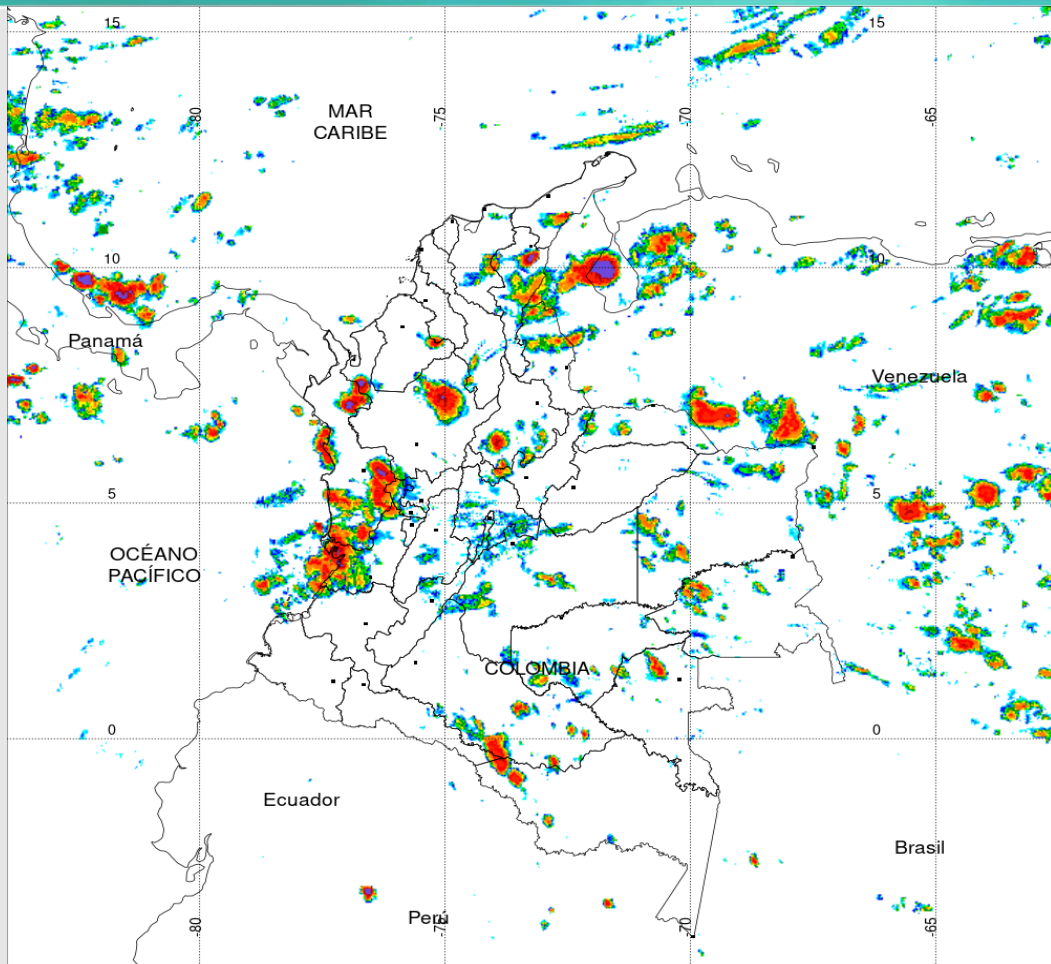 15
15
MAR
CARIBE
-80
-75
-70
-65
10
10
Panamá
Venezuela
5
5
OCÉANO
PACÍFICO
COLOMBIA
0
0
Ecuador
Brasil
Perú
-80
-75
-70
-65